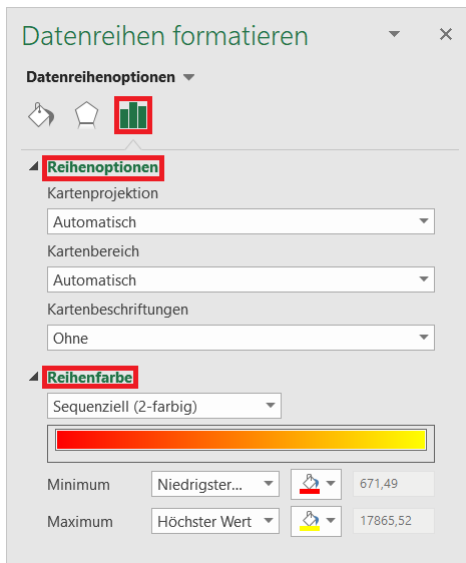 Datenreihen formatieren
Datenreihenoptionen
Reihenoptionen
Kartenprojektion
Automatisch
Kartenbereich
Automatisch
Kartenbeschriftungen
Ohne
Reihenfarbe
Sequenziell (2-farbig)
Minimum Niedrigster... 671,49
Maximum Höchster Wert 17865,52